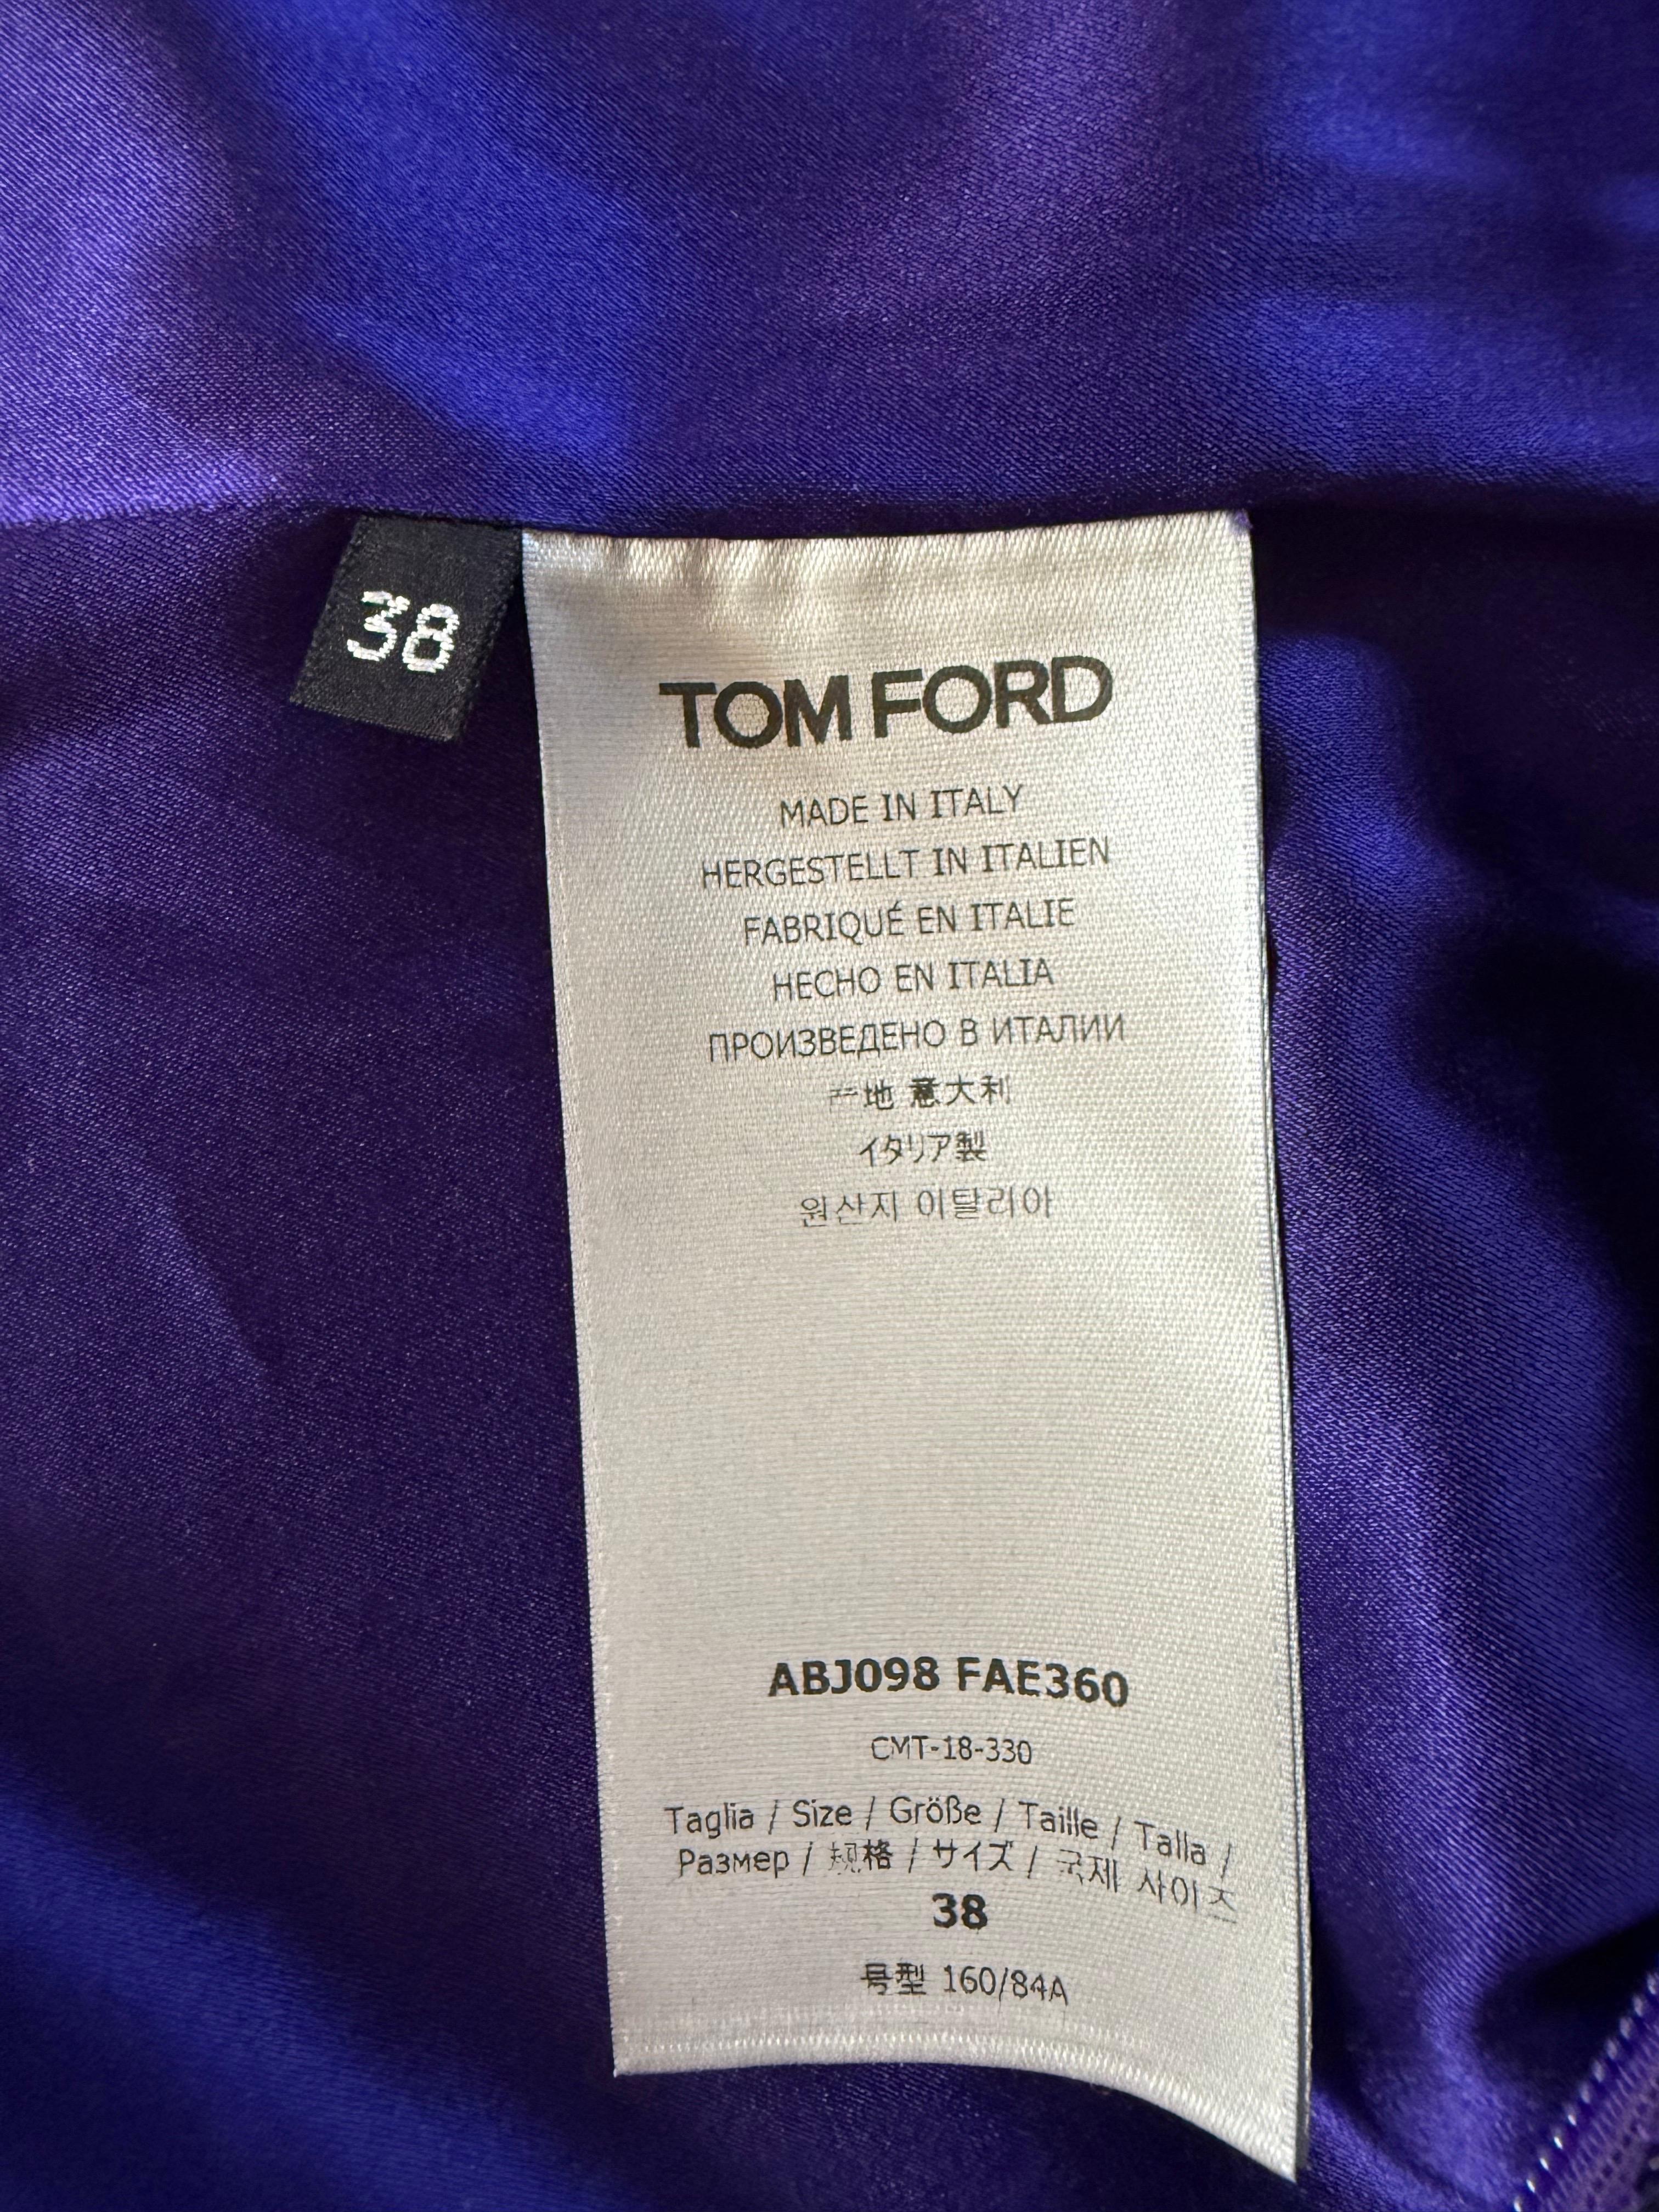 38
TOM FORD
MADE IN ITALY
HERGESTELLT IN ITALIEN
FABRIQUÉ EN ITALIE
HECHO EN ITALIA
ПРОИЗВЕДЕНО В ИТАЛИИ
产地 意大利
イタリア製
원산지 이탈리아
ABJ098 FAE360
CMT-18-330
Taglia / Size / Größe / Taille / Talla /
Размер / 规格 / サイズ / 국제 사이즈
38
号型 160/84A